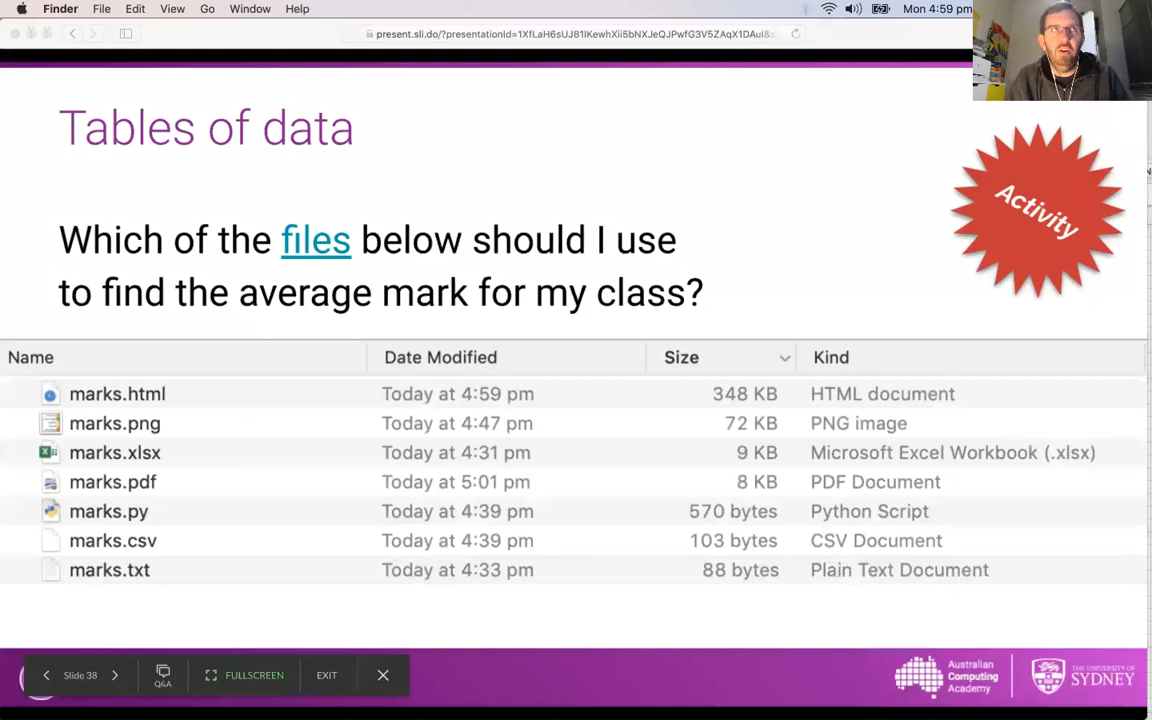 Finder File Edit View Go Window Help
Mon 4:59 pm
present.sli.do/?presentationId=1XfLaH6sUJ81IKewhXii5bNXJeQJPwfG3V5ZAqX1DAuI&s
Tables of data
Activity
Which of the files below should I use
to find the average mark for my class?
Name Date Modified Size Kind
marks.html Today at 4:59 pm 348 KB HTML document
marks.png Today at 4:47 pm 72 KB PNG image
marks.xlsx Today at 4:31 pm 9 KB Microsoft Excel Workbook (.xlsx)
marks.pdf Today at 5:01 pm 8 KB PDF Document
marks.py Today at 4:39 pm 570 bytes Python Script
marks.csv Today at 4:39 pm 103 bytes CSV Document
marks.txt Today at 4:33 pm 88 bytes Plain Text Document
Slide 38
Q&A
FULLSCREEN
EXIT
Australian
Computing
Academy
THE UNIVERSITY OF
SYDNEY